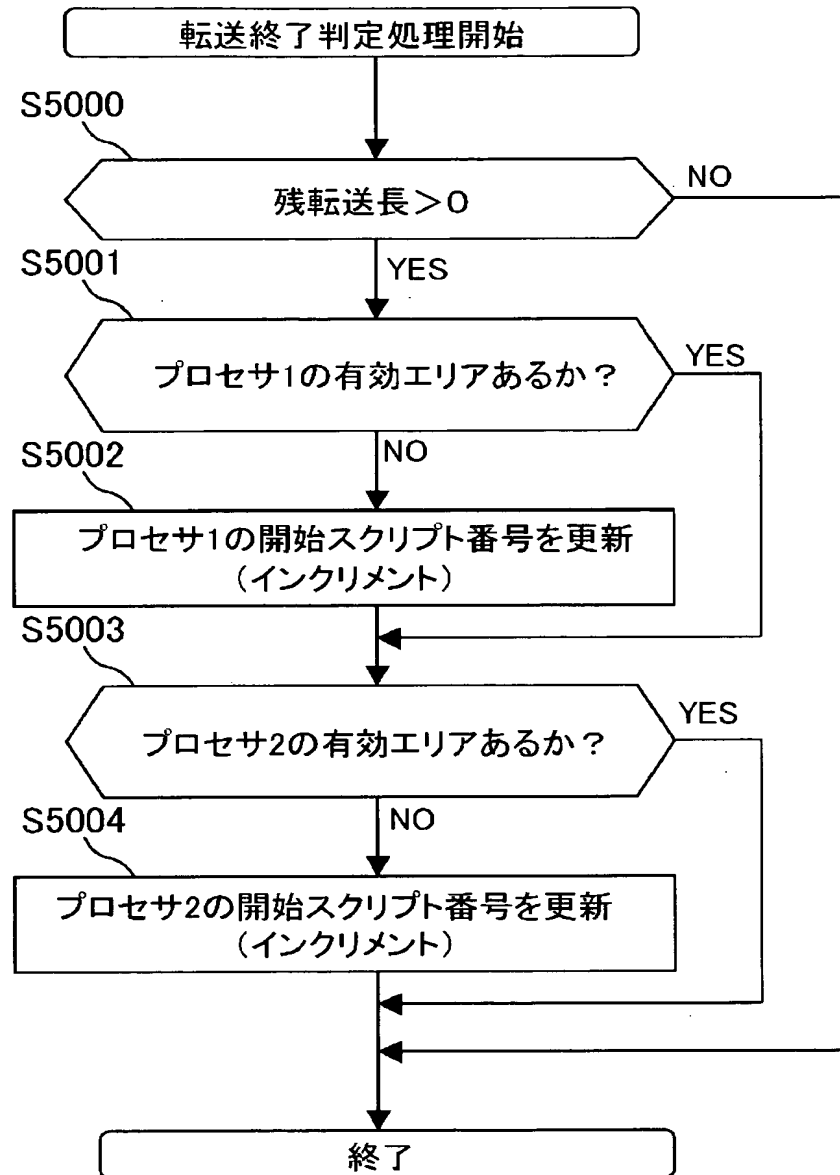 転送終了判定処理開始
S5000
残転送長＞0
NO
YES
S5001
プロセサ1の有効エリアあるか？
YES
NO
S5002
プロセサ1の開始スクリプト番号を更新
（インクリメント）
S5003
プロセサ2の有効エリアあるか？
YES
NO
S5004
プロセサ2の開始スクリプト番号を更新
（インクリメント）
終了